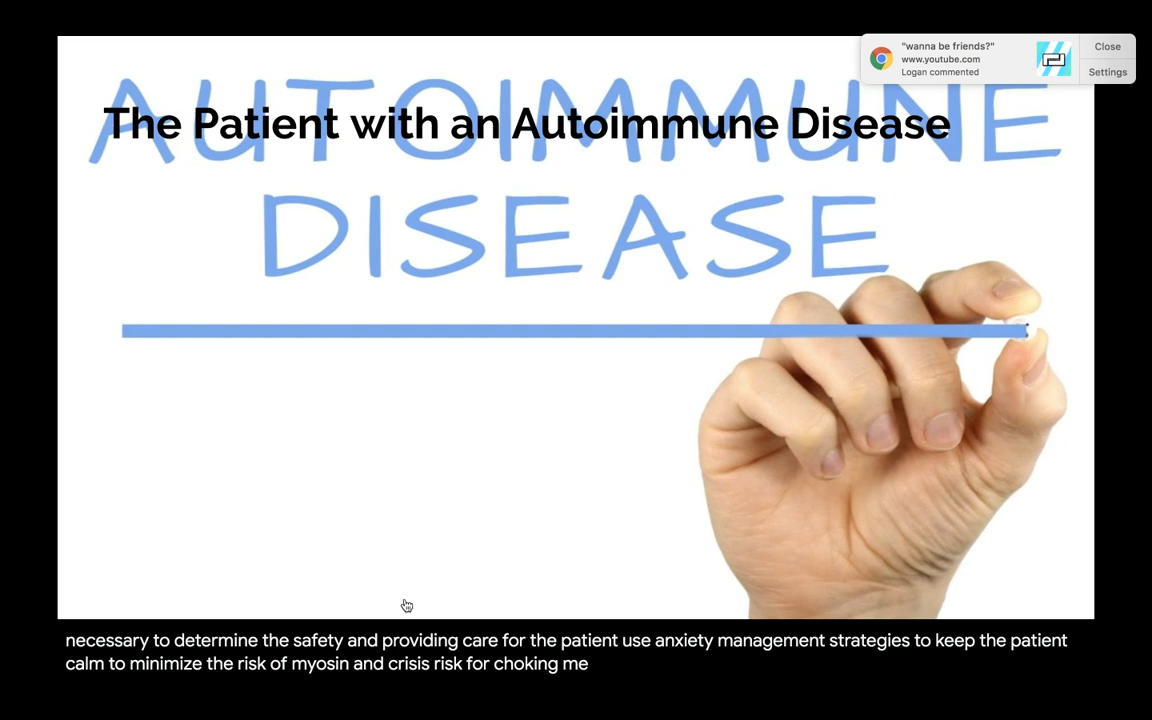 "wanna be friends?"
www.youtube.com
Logan commented
Close
Settings
AUTOIMMUNE
The Patient with an Autoimmune Disease
DISEASE
necessary to determine the safety and providing care for the patient use anxiety management strategies to keep the patient
calm to minimize the risk of myosin and crisis risk for choking me